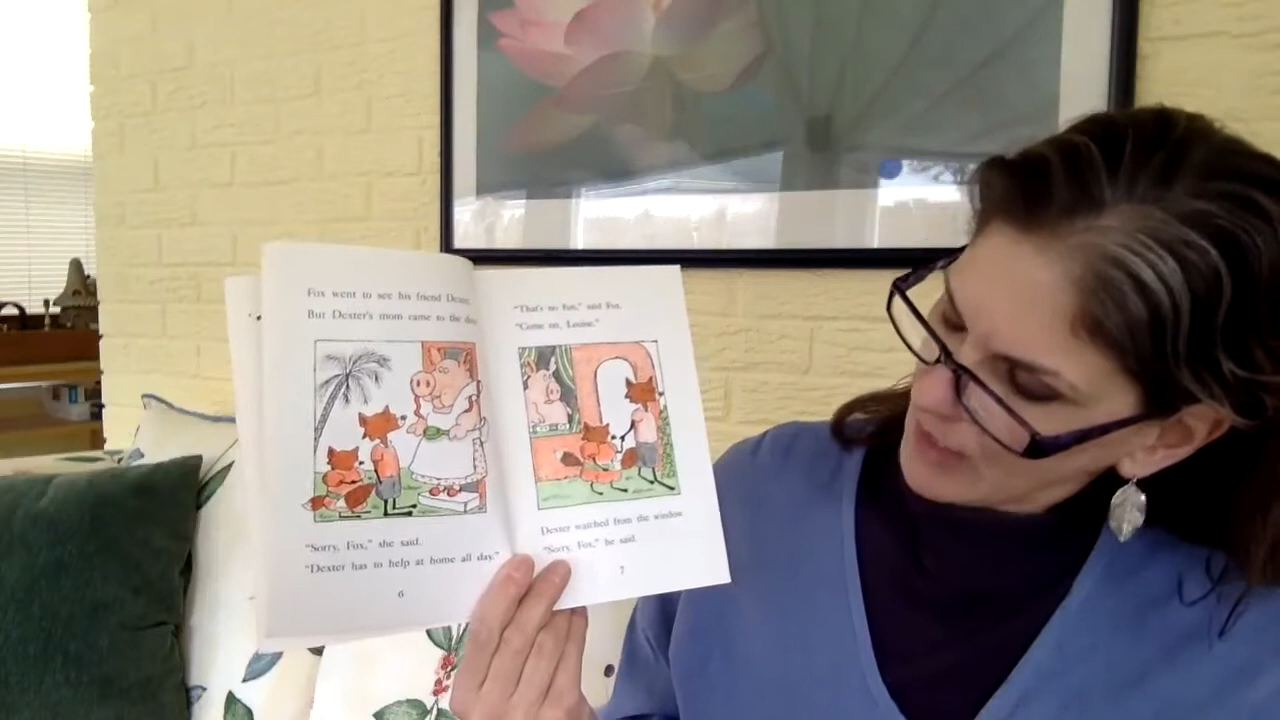 Fox went to see his friend Dexter.
But Dexter's mom came to the door.
"Sorry, Fox," she said.
"Dexter has to help at home all day."
6
"That's no fun," said Fox.
"Come on, Louise."
Dexter watched from the window.
"Sorry, Fox," he said.
7